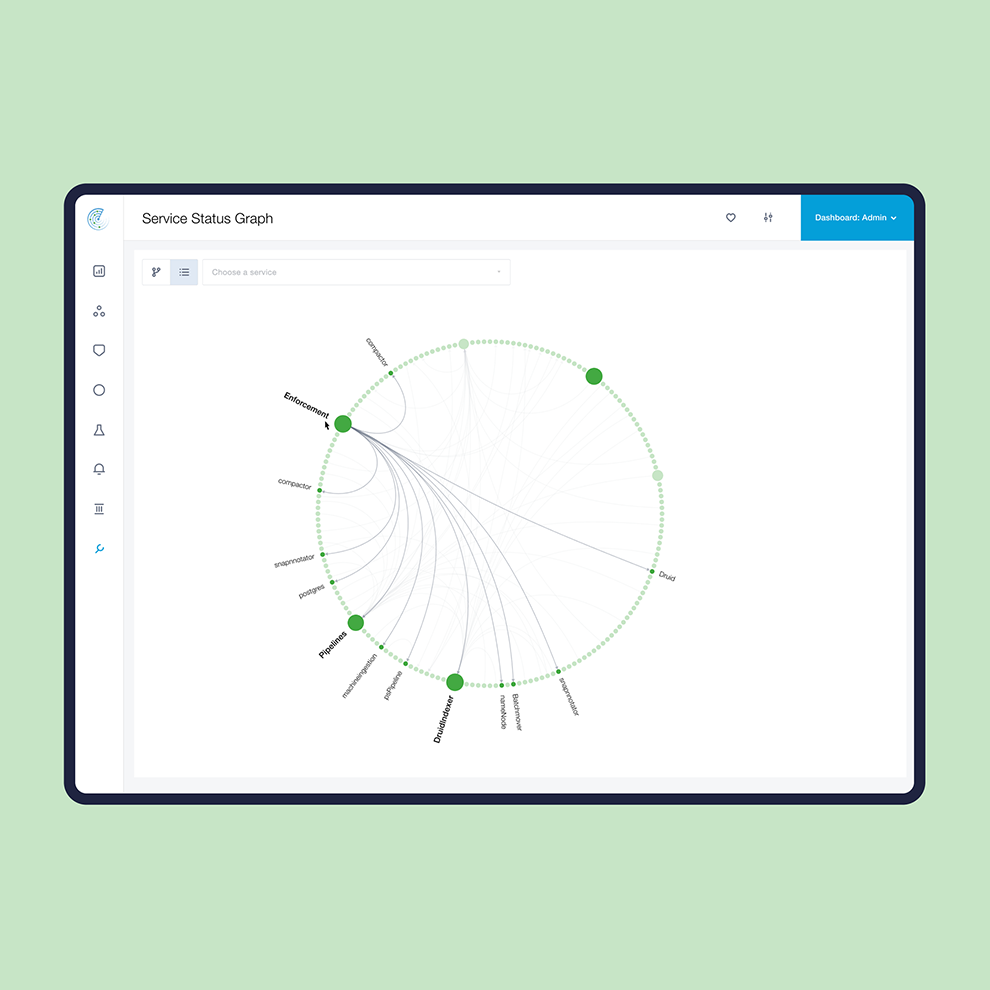 Service Status Graph
Dashboard: Admin
Choose a service
compactor
Enforcement
compactor
snapnnotator
postgres
Pipelines
machineingestion
psPipeline
DruidIndexer
nameNode
Batchmover
snapnnotator
Druid